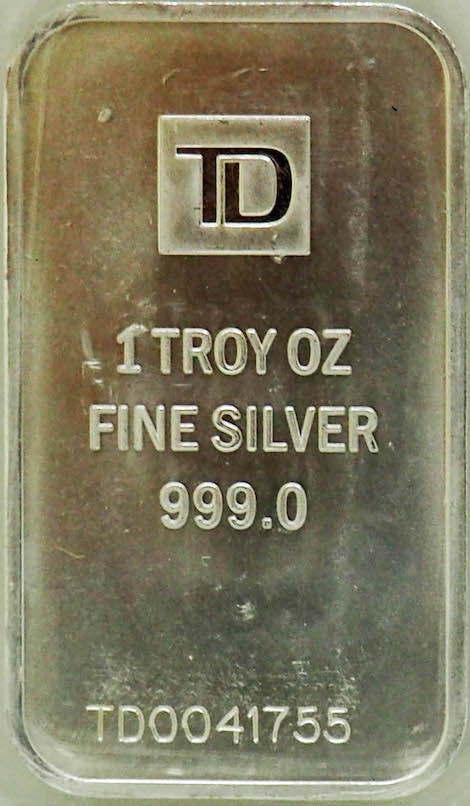 TD
1 TROY OZ
FINE SILVER
999.0
TD0041755